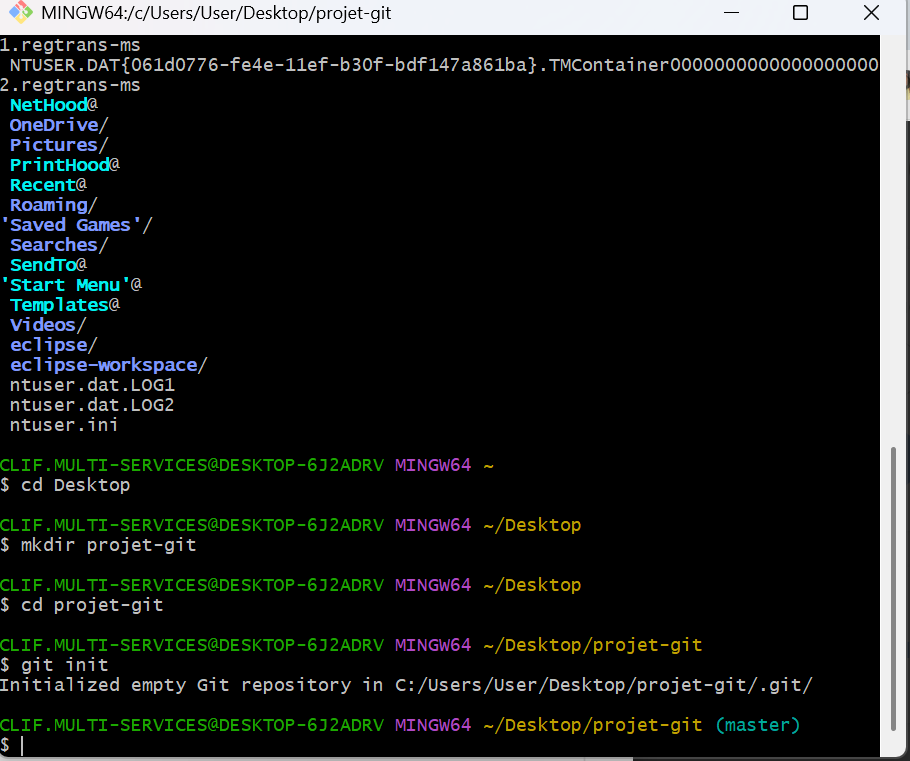 MINGW64:/c/Users/User/Desktop/projet-git
1.regtrans-ms
 NTUSER.DAT{061d0776-fe4e-11ef-b30f-bdf147a861ba}.TMContainer0000000000000000000
2.regtrans-ms
 NetHood@
 OneDrive/
 Pictures/
 PrintHood@
 Recent@
 Roaming/
'Saved Games'/
 Searches/
 SendTo@
'Start Menu'@
 Templates@
 Videos/
 eclipse/
 eclipse-workspace/
 ntuser.dat.LOG1
 ntuser.dat.LOG2
 ntuser.ini
CLIF.MULTI-SERVICES@DESKTOP-6J2ADRV MINGW64 ~
$ cd Desktop
CLIF.MULTI-SERVICES@DESKTOP-6J2ADRV MINGW64 ~/Desktop
$ mkdir projet-git
CLIF.MULTI-SERVICES@DESKTOP-6J2ADRV MINGW64 ~/Desktop
$ cd projet-git
CLIF.MULTI-SERVICES@DESKTOP-6J2ADRV MINGW64 ~/Desktop/projet-git
$ git init
Initialized empty Git repository in C:/Users/User/Desktop/projet-git/.git/
CLIF.MULTI-SERVICES@DESKTOP-6J2ADRV MINGW64 ~/Desktop/projet-git (master)
$